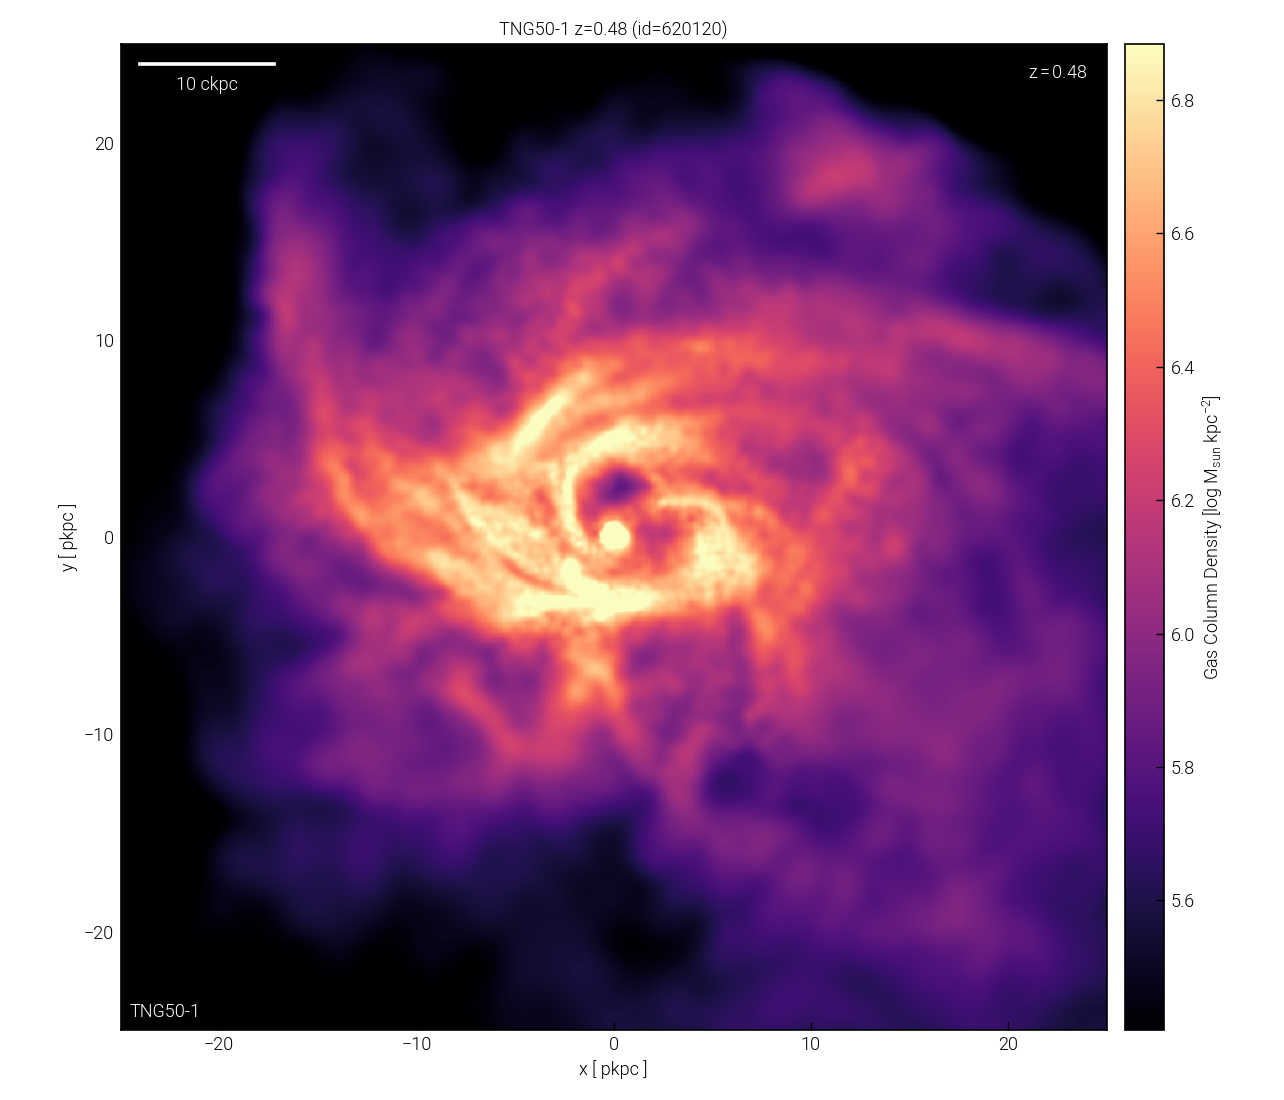 TNG50-1 z=0.48 (id=620120)
10 ckpc
z=0.48
20
10
0
−10
−20
y [ pkpc ]
TNG50-1
−20
−10
0
10
20
x [ pkpc ]
6.8
6.6
6.4
6.2
6.0
5.8
5.6
Gas Column Density [log M_sun kpc⁻²]